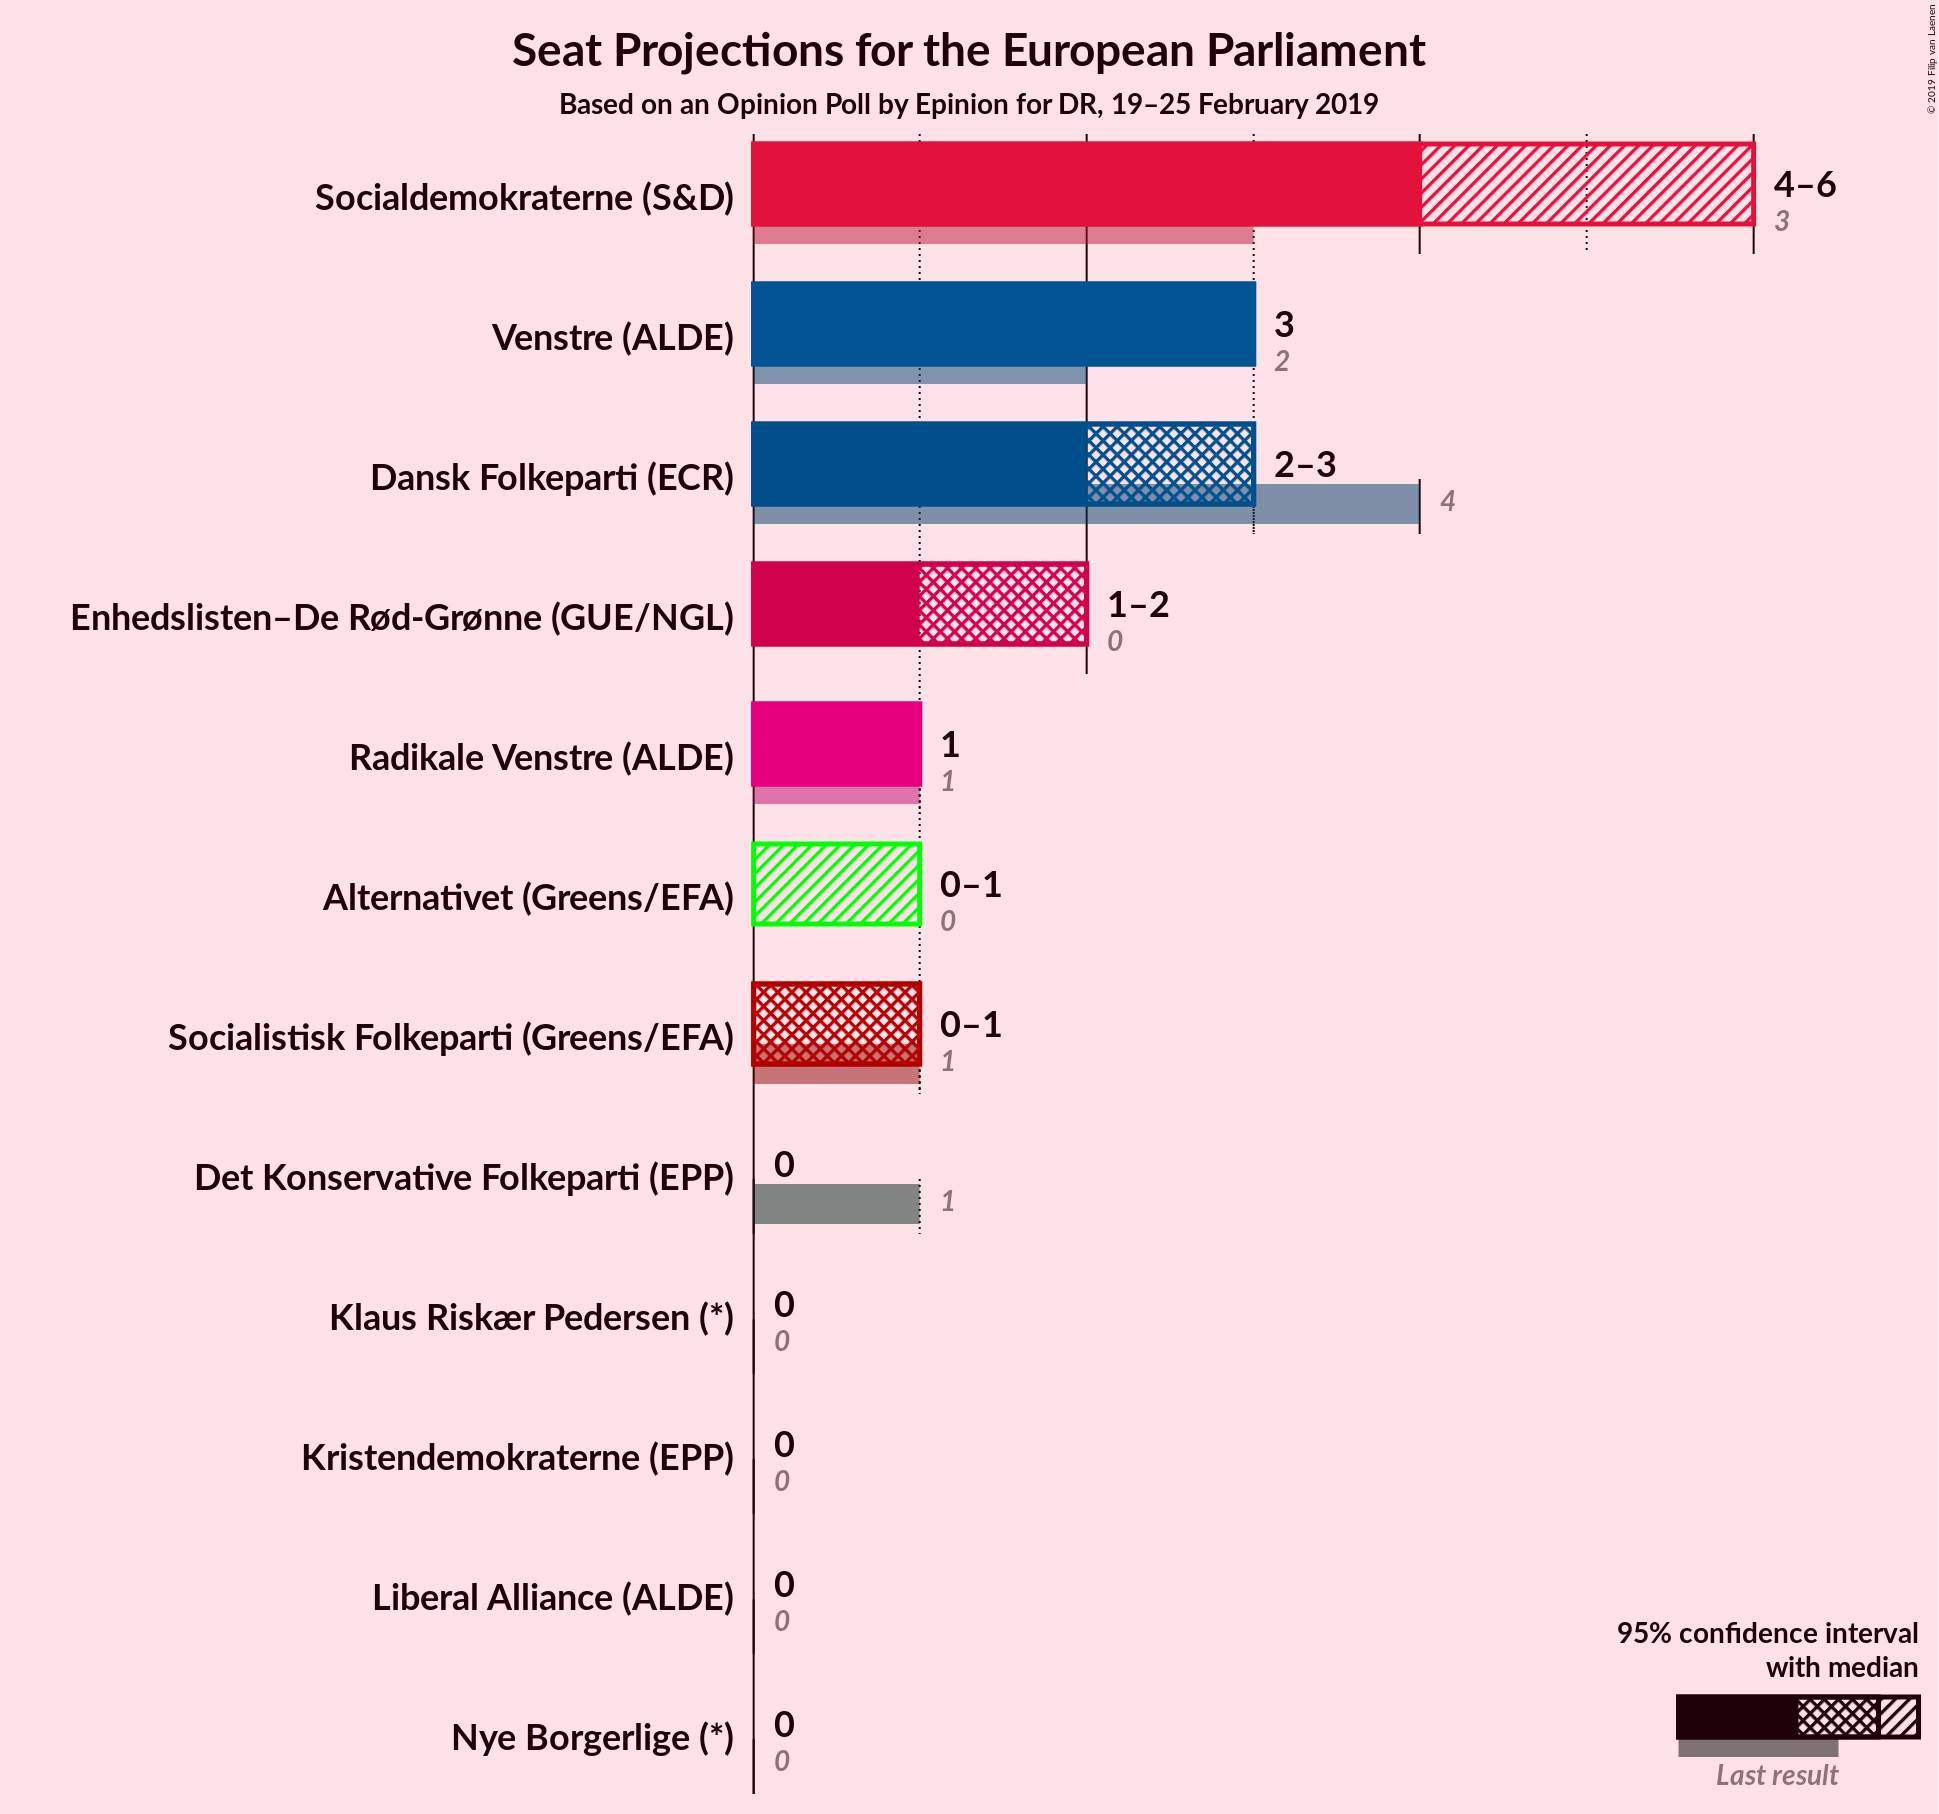 Seat Projections for the European Parliament
Based on an Opinion Poll by Epinion for DR, 19–25 February 2019
© 2019 Filip van Laenen
Socialdemokraterne (S&D)
4–6
3
Venstre (ALDE)
3
2
Dansk Folkeparti (ECR)
2–3
4
Enhedslisten–De Rød-Grønne (GUE/NGL)
1–2
0
Radikale Venstre (ALDE)
1
1
Alternativet (Greens/EFA)
0–1
0
Socialistisk Folkeparti (Greens/EFA)
0–1
1
Det Konservative Folkeparti (EPP)
0
1
Klaus Riskær Pedersen (*)
0
0
Kristendemokraterne (EPP)
0
0
Liberal Alliance (ALDE)
0
0
Nye Borgerlige (*)
0
0
95% confidence interval
with median
Last result